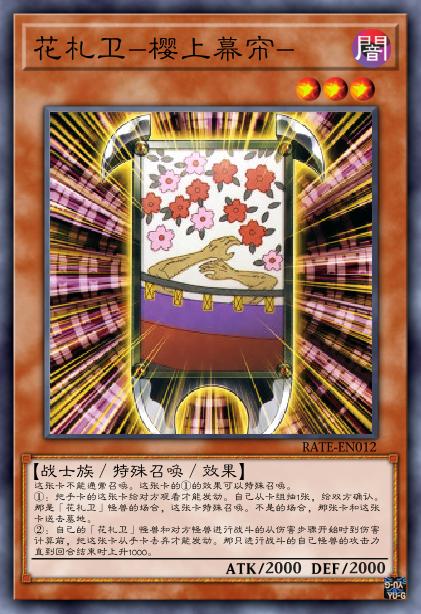 花札卫-樱上幕帘-
闇
RATE-EN012
【战士族／特殊召唤／效果】
这张卡不能通常召唤。这张卡的①的效果可以特殊召唤。
①：把手卡的这张卡给对方观看才能发动。自己从卡组抽1张，给双方确认。
那是「花札卫」怪兽的场合，这张卡特殊召唤。不是的场合，那张卡和这张
卡送去墓地。
②：自己的「花札卫」怪兽和对方怪兽进行战斗的从伤害步骤开始时到伤害
计算前，把这张卡从手卡丢弃才能发动。那只进行战斗的自己怪兽的攻击力
直到回合结束时上升1000。
ATK/2000 DEF/2000